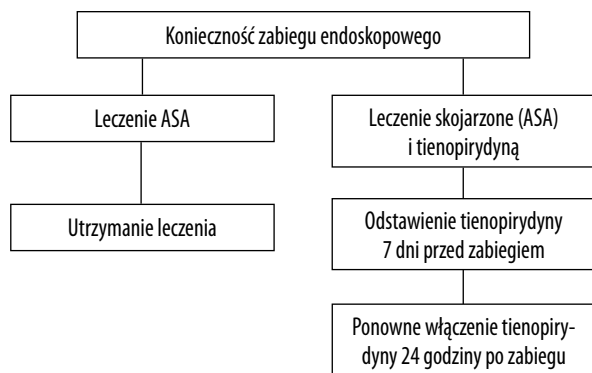 Konieczność zabiegu endoskopowego
Leczenie ASA
Utrzymanie leczenia
Leczenie skojarzone (ASA)
i tienopirydyną
Odstawienie tienopirydyny
7 dni przed zabiegiem
Ponowne włączenie tienopiry-
dyny 24 godziny po zabiegu